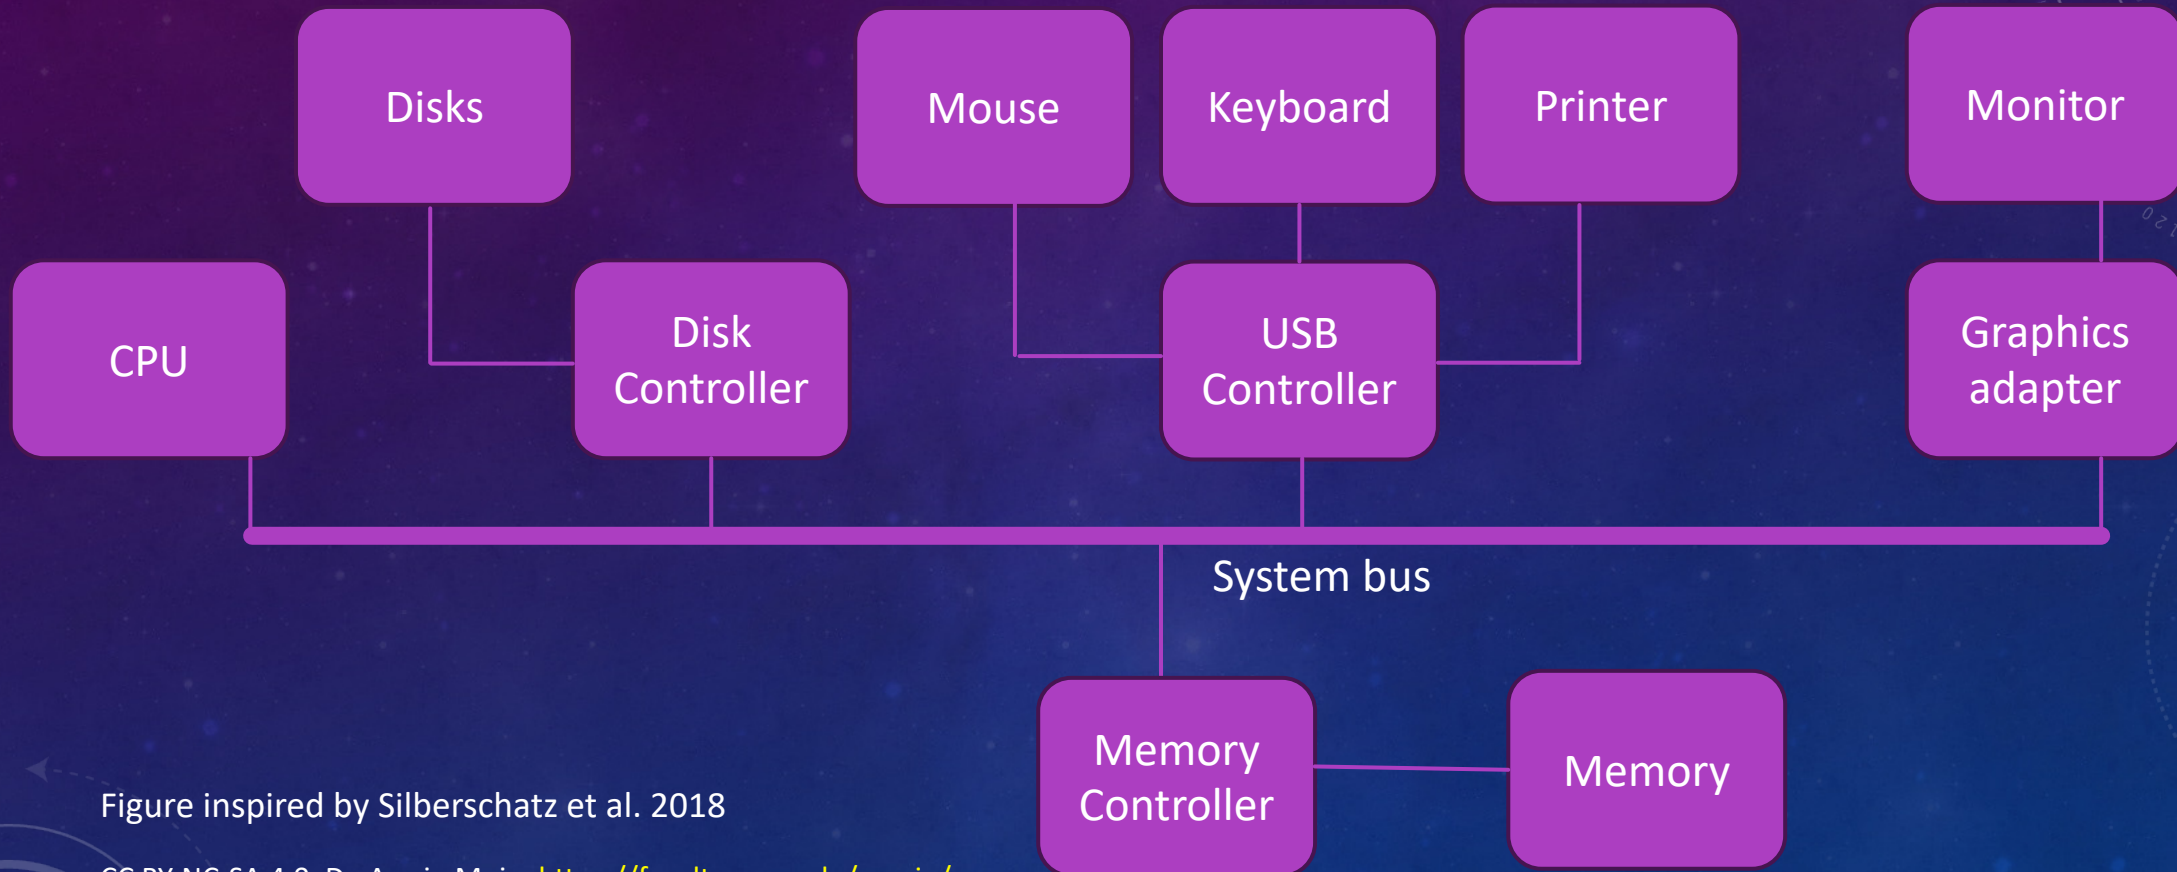 Disks
Mouse
Keyboard
Printer
Monitor
CPU
Disk
Controller
USB
Controller
Graphics
adapter
System bus
Memory
Controller
Memory
Figure inspired by Silberschatz et al. 2018